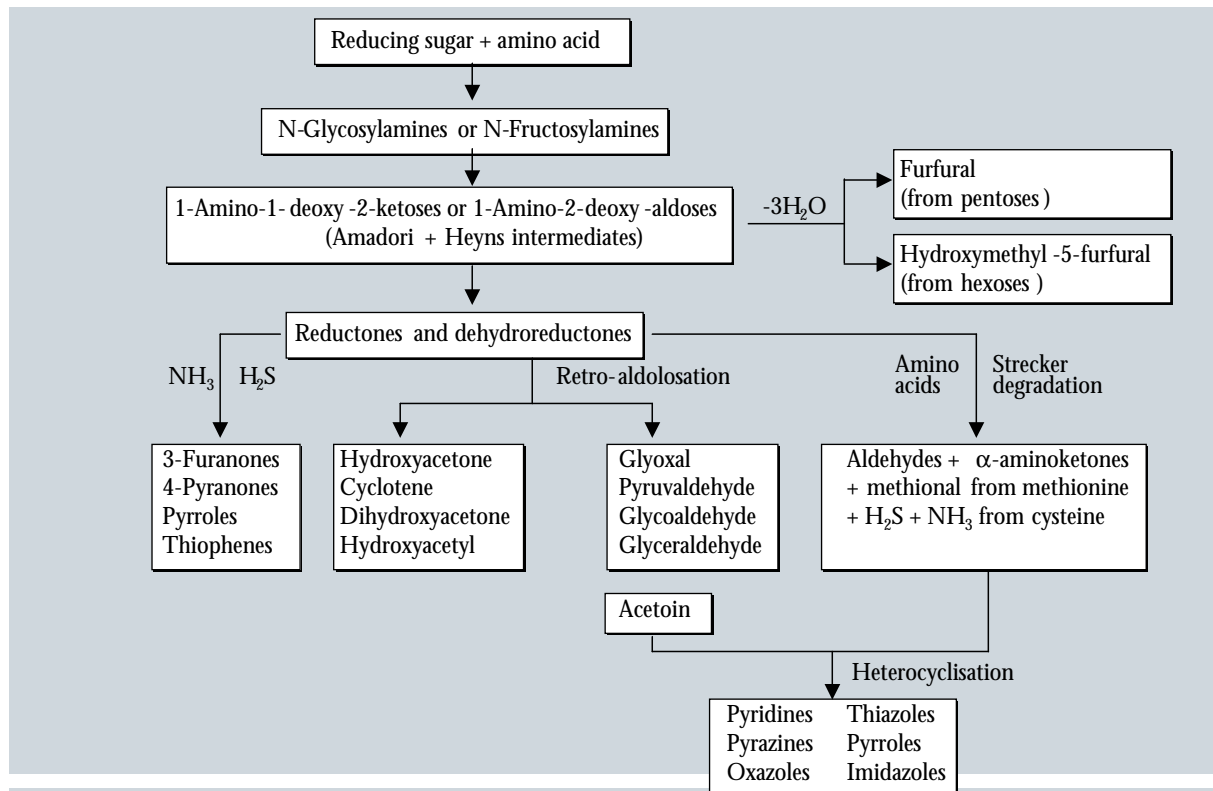 Reducing sugar + amino acid
N-Glycosylamines or N-Fructosylamines
1-Amino-1- deoxy -2-ketoses or 1-Amino-2-deoxy -aldoses
(Amadori + Heyns intermediates)
-3H₂O
Furfural
(from pentoses )
Hydroxymethyl -5-furfural
(from hexoses )
Reductones and dehydroreductones
NH₃ H₂S
Retro-aldolosation
Amino
acids
Strecker
degradation
3-Furanones
4-Pyranones
Pyrroles
Thiophenes
Hydroxyacetone
Cyclotene
Dihydroxyacetone
Hydroxyacetyl
Glyoxal
Pyruvaldehyde
Glycoaldehyde
Glyceraldehyde
Aldehydes + α-aminoketones
+ methional from methionine
+ H₂S + NH₃ from cysteine
Acetoin
Heterocyclisation
Pyridines Thiazoles
Pyrazines Pyrroles
Oxazoles Imidazoles